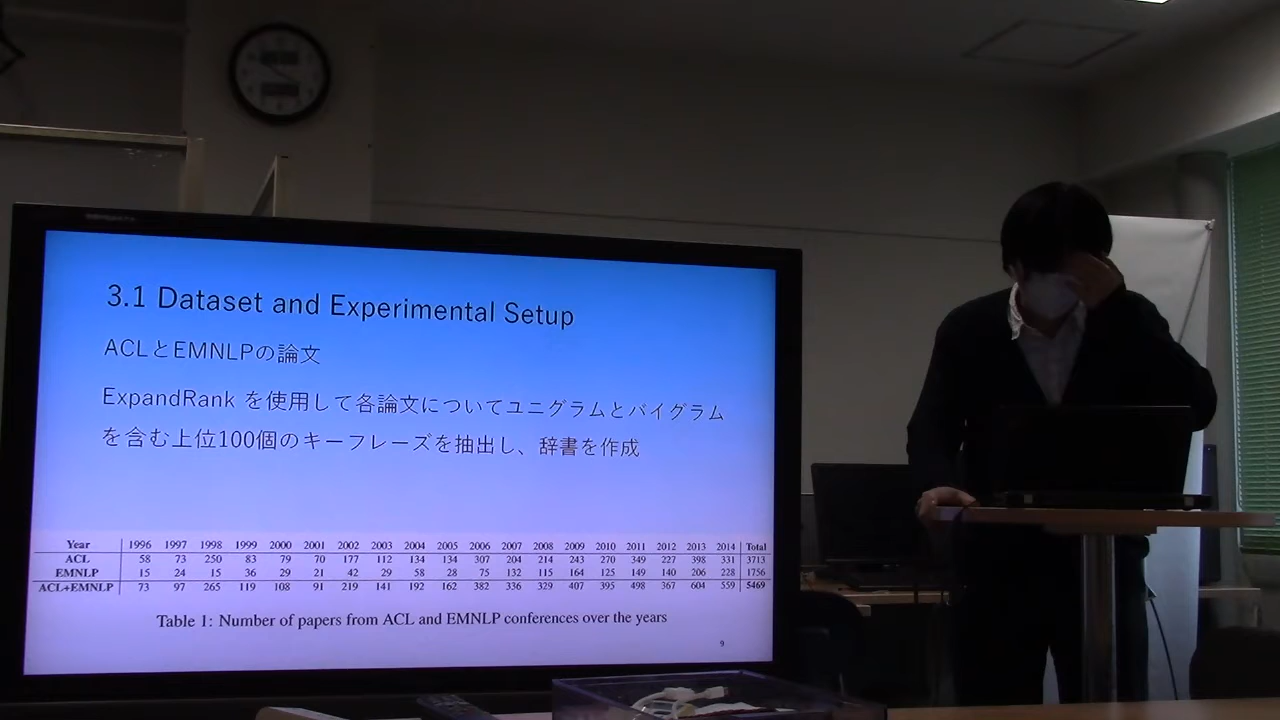 3.1 Dataset and Experimental Setup
ACLとEMNLPの論文
ExpandRank を使用して各論文についてユニグラムとバイグラム
を含む上位100個のキーフレーズを抽出し、辞書を作成
Year 1996 1997 1998 1999 2000 2001 2002 2003 2004 2005 2006 2007 2008 2009 2010 2011 2012 2013 2014 Total
ACL 58 73 250 83 79 70 177 112 134 134 307 204 214 243 270 349 227 398 331 3713
EMNLP 15 24 15 36 29 21 42 29 58 28 75 132 115 164 125 149 140 206 228 1756
ACL+EMNLP 73 97 265 119 108 91 219 141 192 162 382 336 329 407 395 498 367 604 559 5469
Table 1: Number of papers from ACL and EMNLP conferences over the years
9